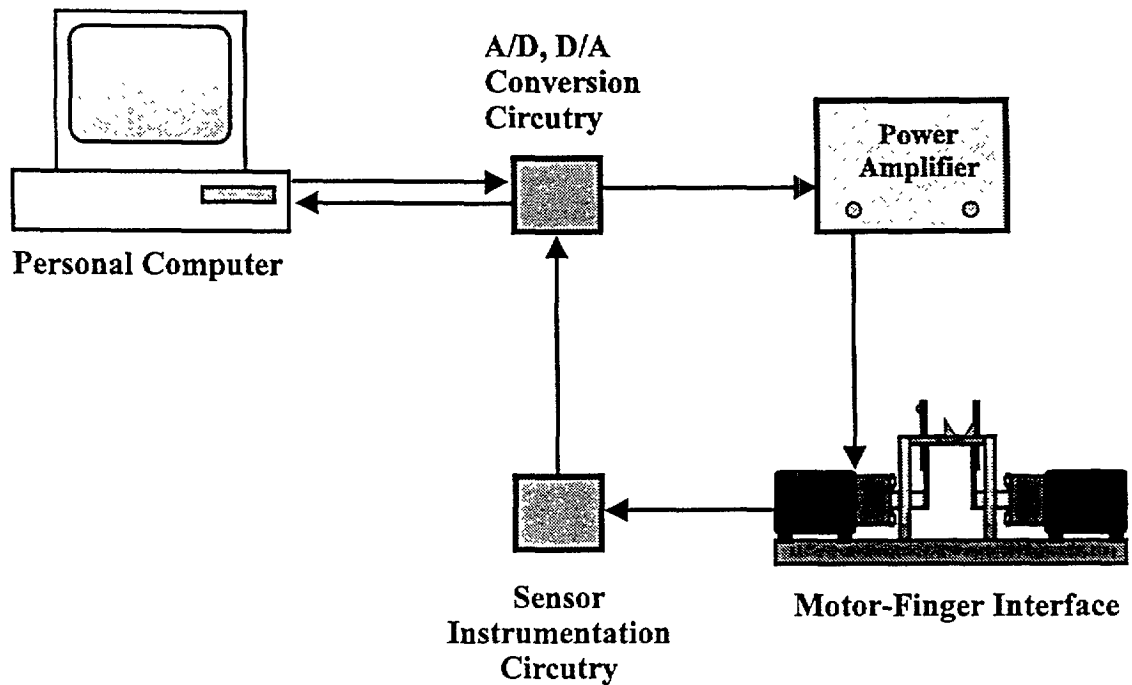 A/D, D/A
Conversion
Circutry
Power
Amplifier
Personal Computer
Sensor
Instrumentation
Circutry
Motor-Finger Interface